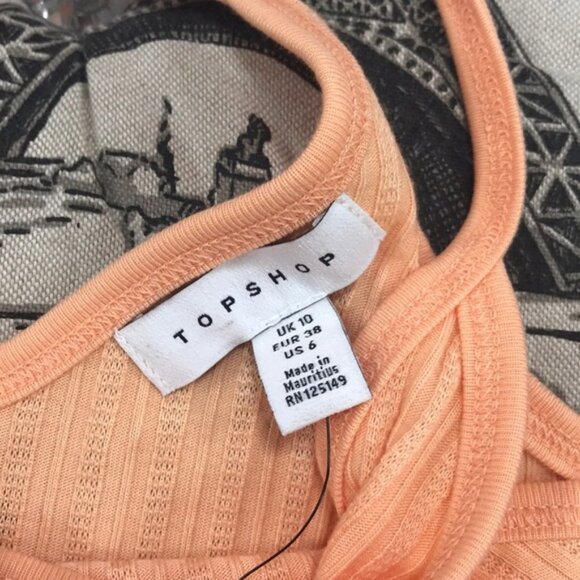 TOPSHOP
UK 10
EUR 38
US 6
Made in
Mauritius
RN125149